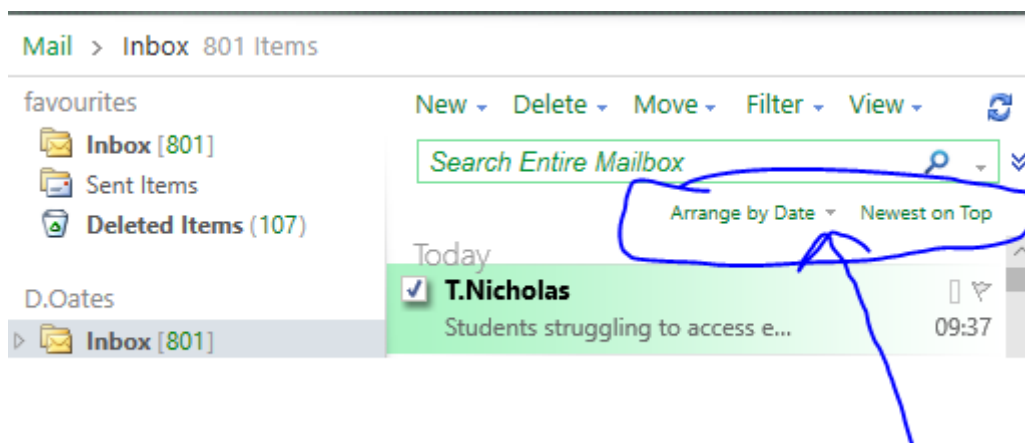 Mail > Inbox 801 Items
favourites
Inbox [801]
Sent Items
Deleted Items (107)
D.Oates
Inbox [801]
New Delete Move Filter View
Search Entire Mailbox
Arrange by Date Newest on Top
Today
T.Nicholas
Students struggling to access e... 09:37